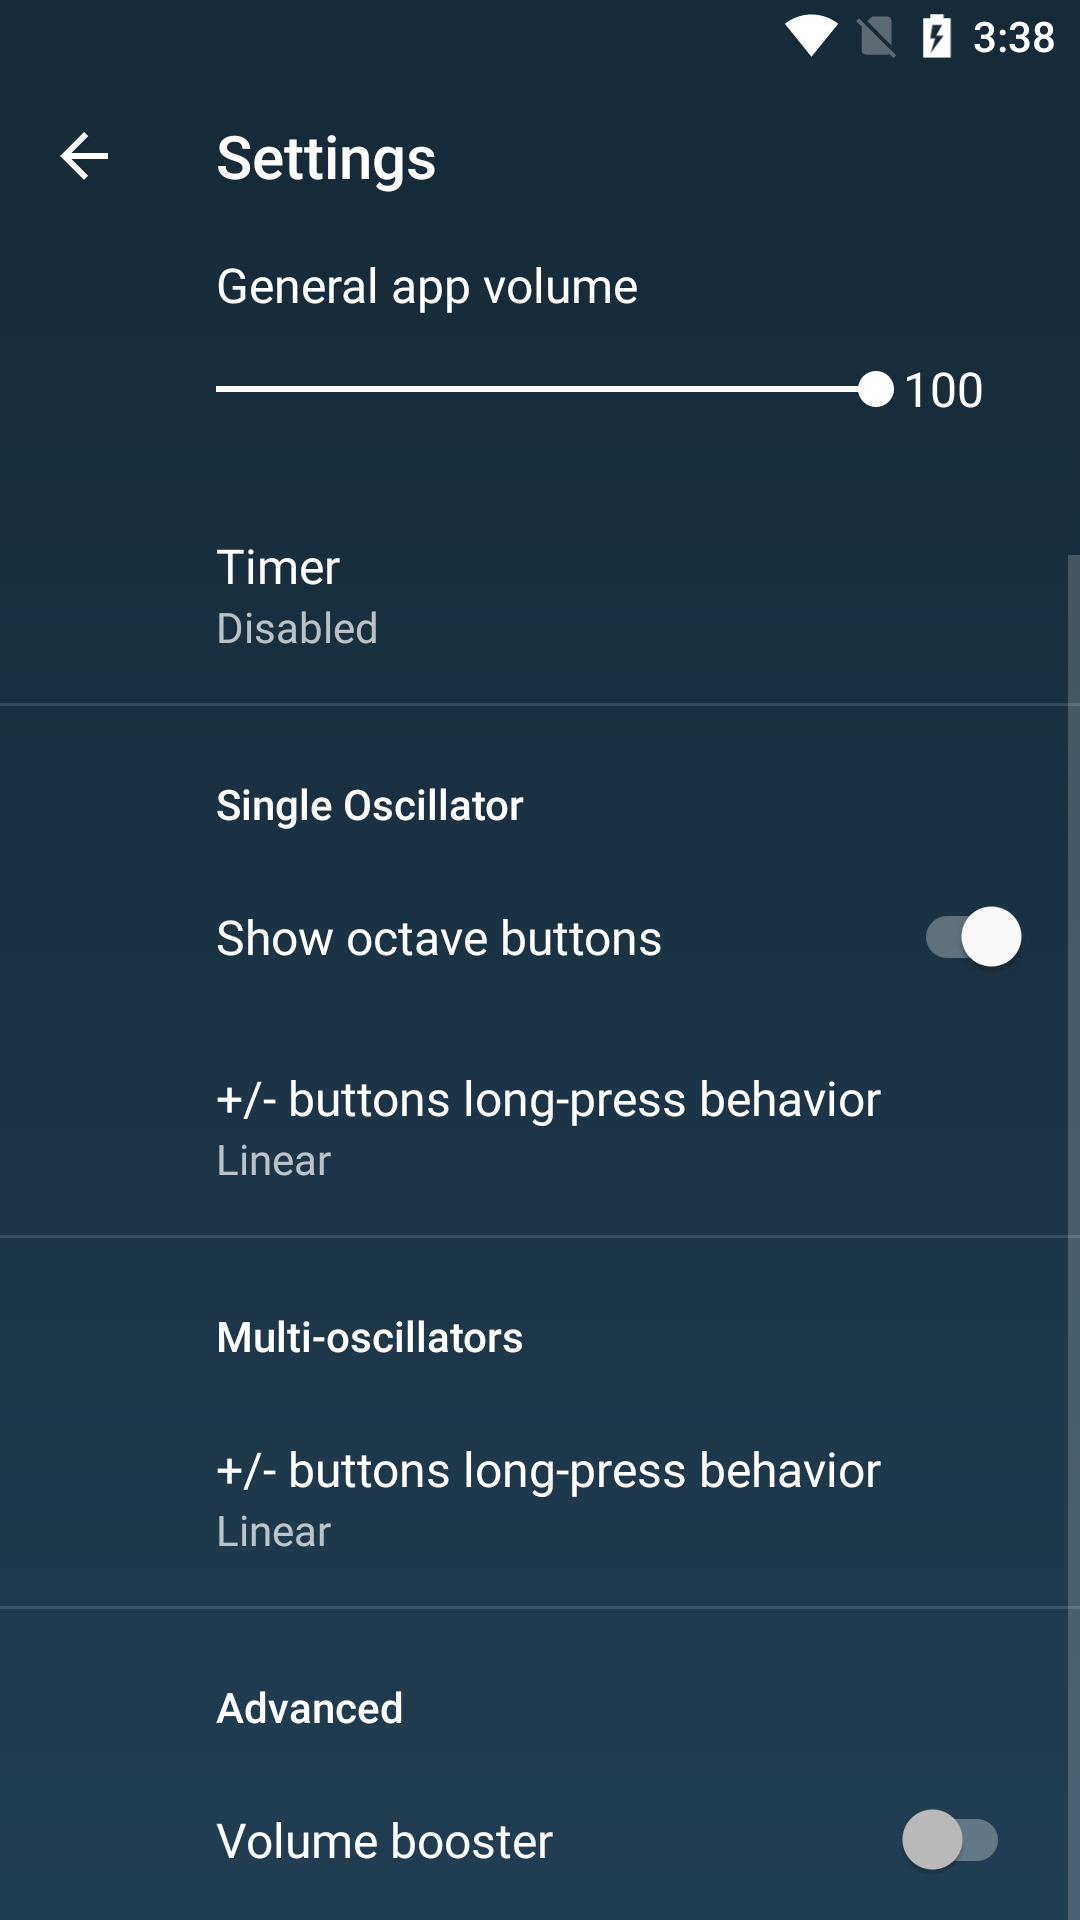 3:38
Settings
General app volume
100
Timer
Disabled
Single Oscillator
Show octave buttons
+/- buttons long-press behavior
Linear
Multi-oscillators
+/- buttons long-press behavior
Linear
Advanced
Volume booster